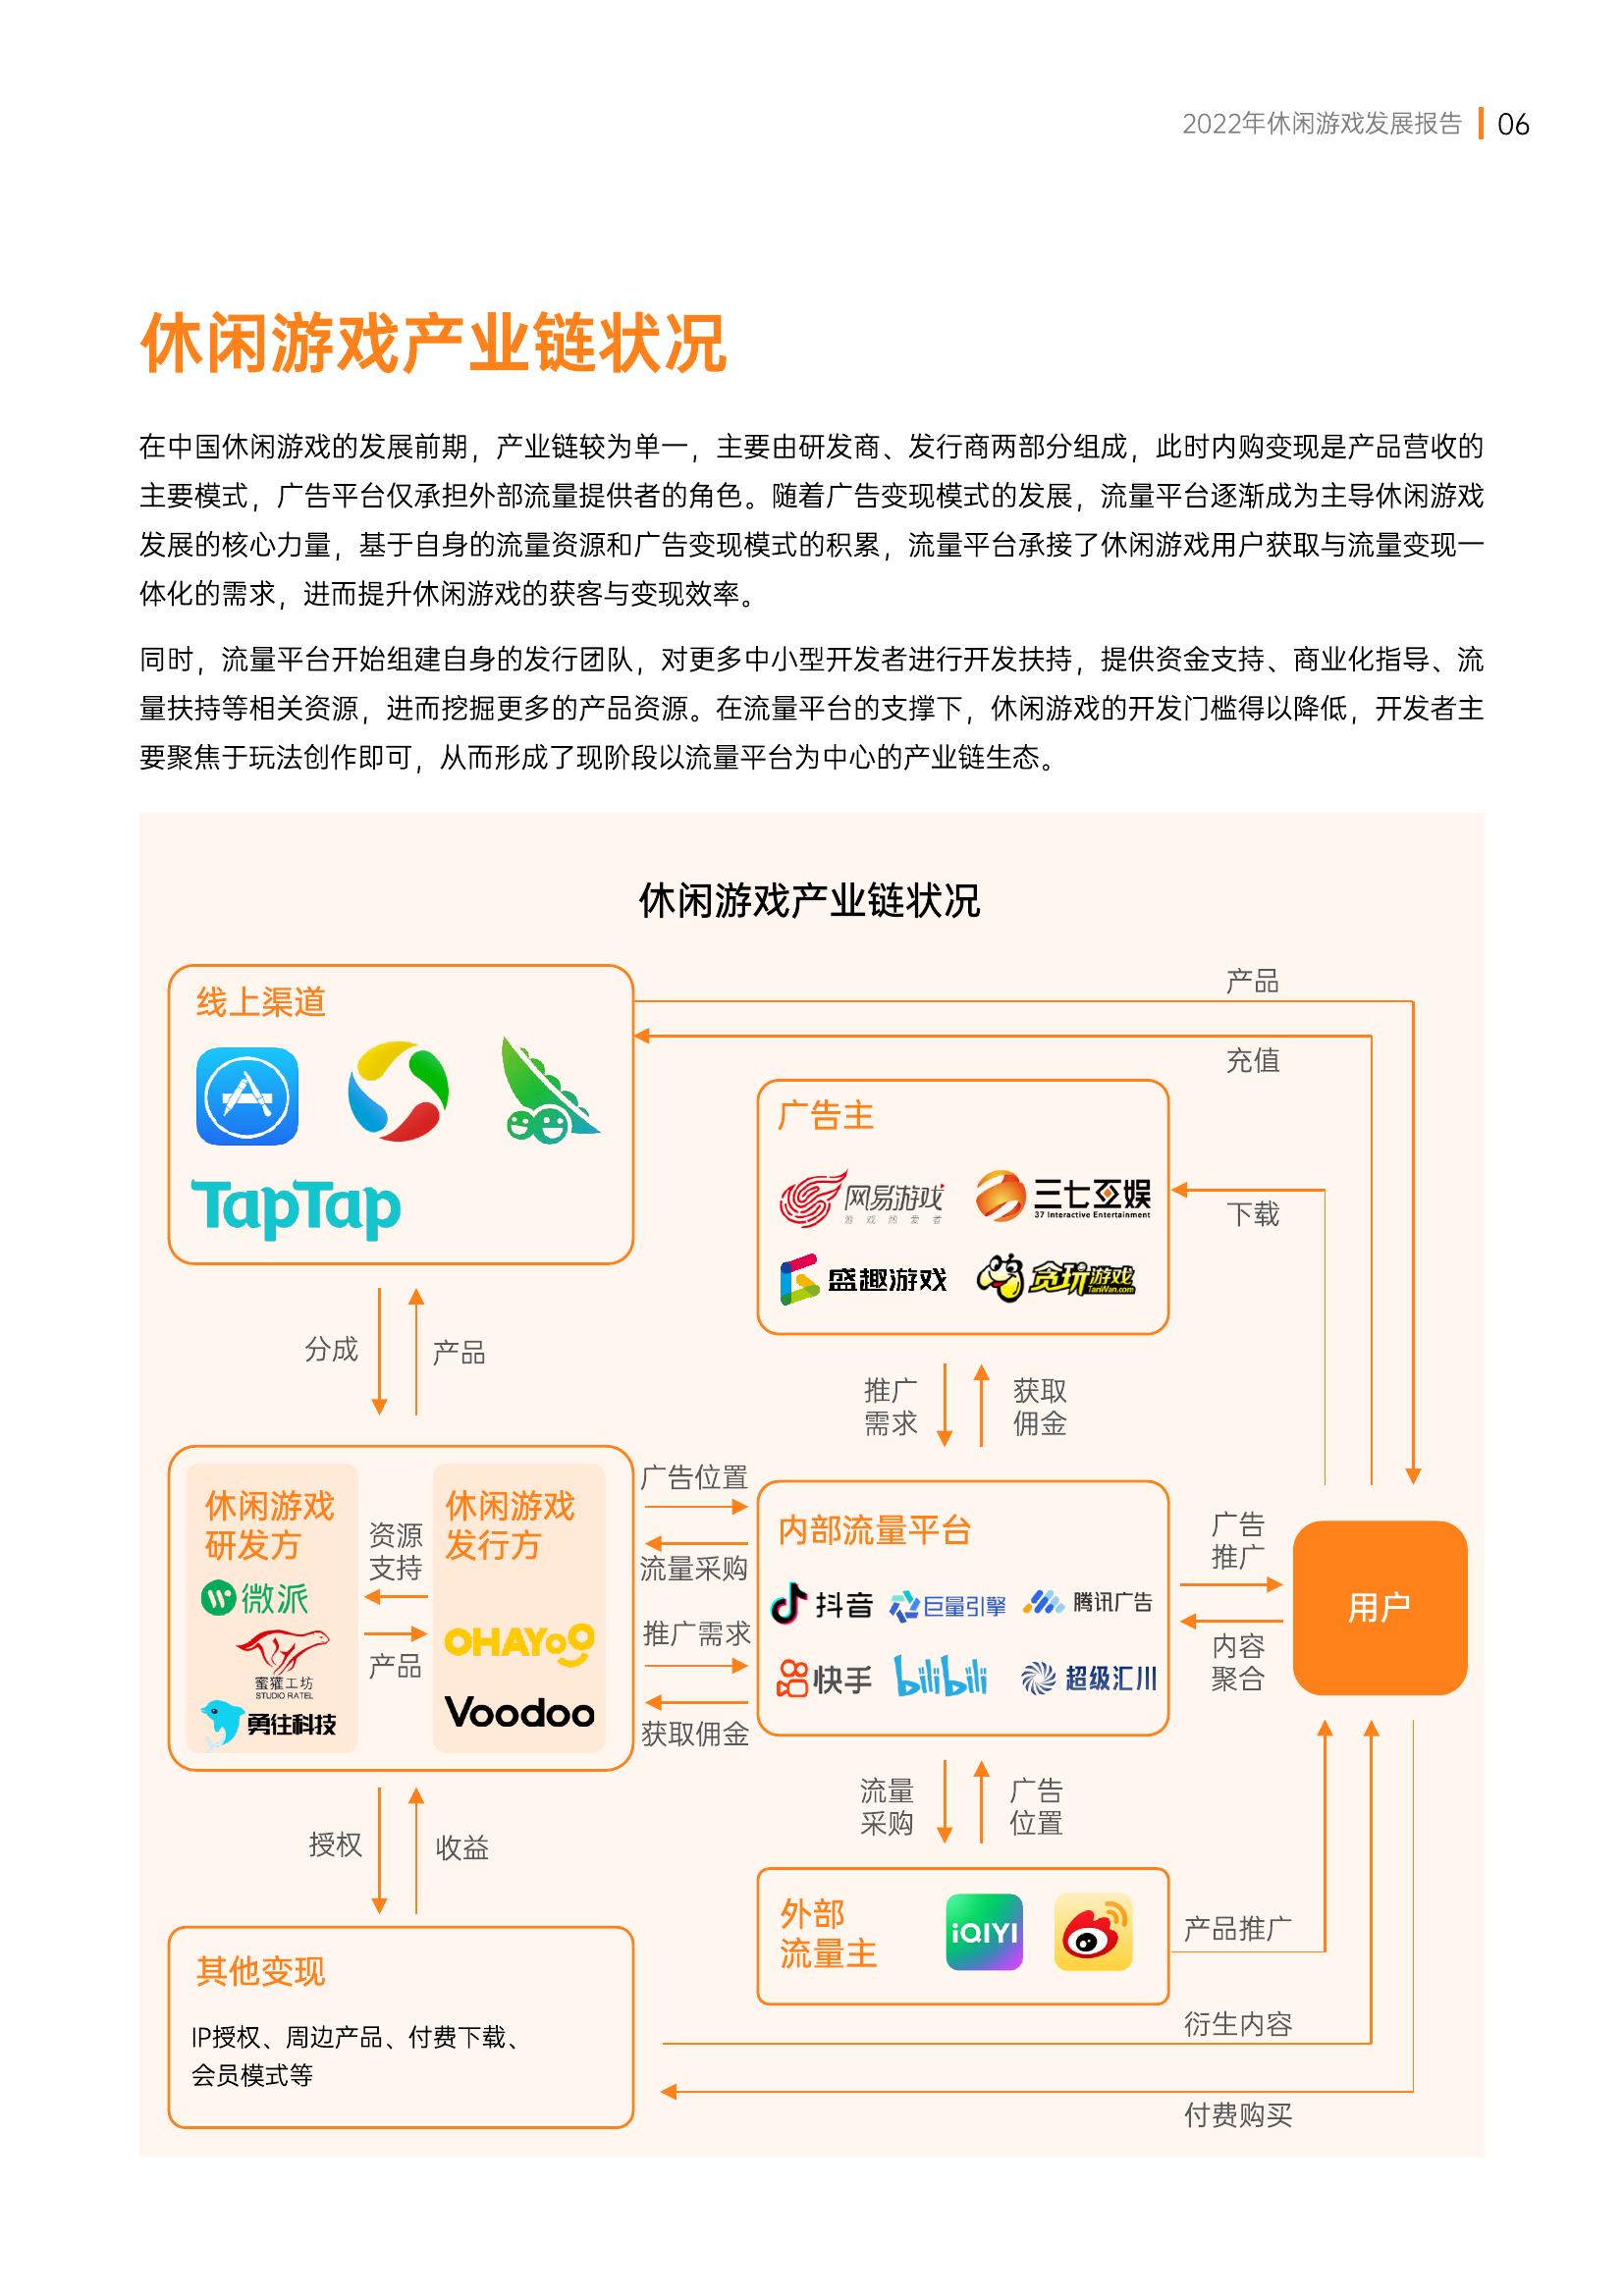 2022年休闲游戏发展报告 06
休闲游戏产业链状况
在中国休闲游戏的发展前期，产业链较为单一，主要由研发商、发行商两部分组成，此时内购变现是产品营收的
主要模式，广告平台仅承担外部流量提供者的角色。随着广告变现模式的发展，流量平台逐渐成为主导休闲游戏
发展的核心力量，基于自身的流量资源和广告变现模式的积累，流量平台承接了休闲游戏用户获取与流量变现一
体化的需求，进而提升休闲游戏的获客与变现效率。
同时，流量平台开始组建自身的发行团队，对更多中小型开发者进行开发扶持，提供资金支持、商业化指导、流
量扶持等相关资源，进而挖掘更多的产品资源。在流量平台的支撑下，休闲游戏的开发门槛得以降低，开发者主
要聚焦于玩法创作即可，从而形成了现阶段以流量平台为中心的产业链生态。
休闲游戏产业链状况
线上渠道
TapTap
产品
充值
广告主
网易游戏
游戏热爱者
三七互娱
37 Interactive Entertainment
盛趣游戏
贪玩游戏
TanWan.com
下载
分成
产品
推广
需求
获取
佣金
休闲游戏
研发方
微派
蜜獾工坊
STUDIO RATEL
勇往科技
资源
支持
产品
休闲游戏
发行方
OHAYOO
Voodoo
广告位置
流量采购
推广需求
获取佣金
内部流量平台
抖音
巨量引擎
腾讯广告
快手
bilibili
超级汇川
广告
推广
内容
聚合
用户
授权
收益
流量
采购
广告
位置
外部
流量主
iQIYI
产品推广
其他变现
IP授权、周边产品、付费下载、
会员模式等
衍生内容
付费购买